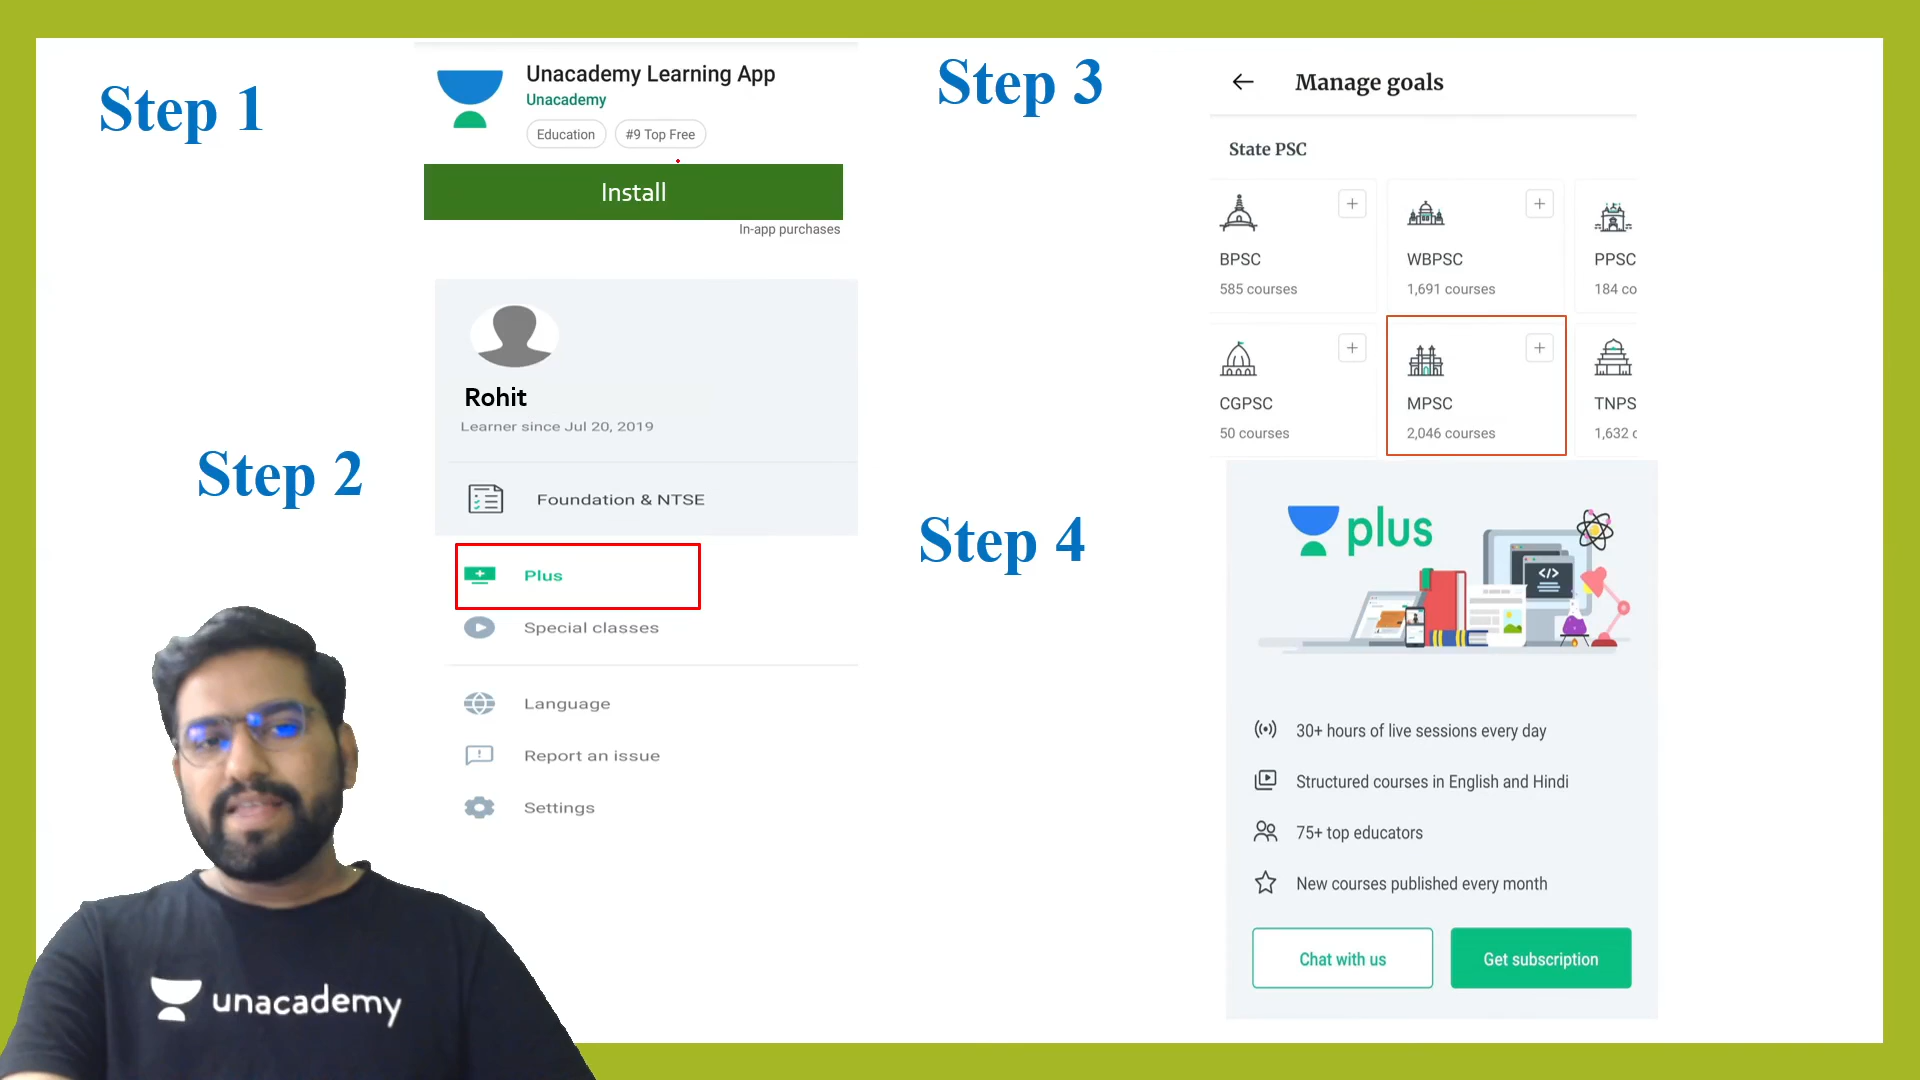 Step 1
Unacademy Learning App
Unacademy
Education
#9 Top Free
Install
In-app purchases
Step 2
Rohit
Learner since Jul 20, 2019
Foundation & NTSE
Plus
Special classes
Language
Report an issue
Settings
unacademy
Step 3
Manage goals
State PSC
BPSC
585 courses
WBPSC
1,691 courses
PPSC
184 co
CGPSC
50 courses
MPSC
2,046 courses
TNPS
1,632 c
Step 4
plus
30+ hours of live sessions every day
Structured courses in English and Hindi
75+ top educators
New courses published every month
Chat with us
Get subscription